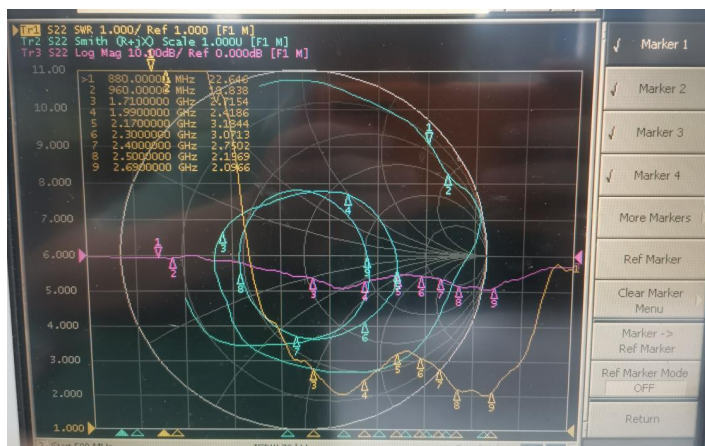 Tr1 S22 SWR 1.000/ Ref 1.000 [F1 M]
Tr2 S22 Smith (R+jX) Scale 1.000U [F1 M]
Tr3 S22 Log Mag 10.00dB/ Ref 0.000dB [F1 M]
11.00
10.00
9.000
8.000
7.000
6.000
5.000
4.000
3.000
2.000
1.000
>1 880.00000 MHz 22.646
2 960.00000 MHz 19.838
3 1.7100000 GHz 2.7154
4 1.9900000 GHz 2.4186
5 2.1700000 GHz 3.1844
6 2.3000000 GHz 3.0713
7 2.4000000 GHz 2.7502
8 2.5000000 GHz 2.1969
9 2.6900000 GHz 2.0966
Marker 1
Marker 2
Marker 3
Marker 4
More Markers
Ref Marker
Clear Marker
Menu
Marker ->
Ref Marker
Ref Marker Mode
OFF
Return